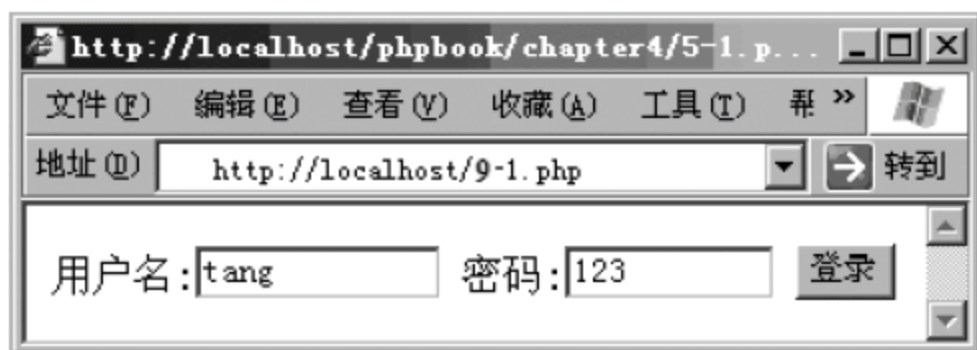 http://localhost/phpbook/chapter4/5-1.p...
文件(F) 编辑(E) 查看(V) 收藏(A) 工具(T) 帮 »
地址(D) http://localhost/9-1.php 转到
用户名:tang 密码:123 登录